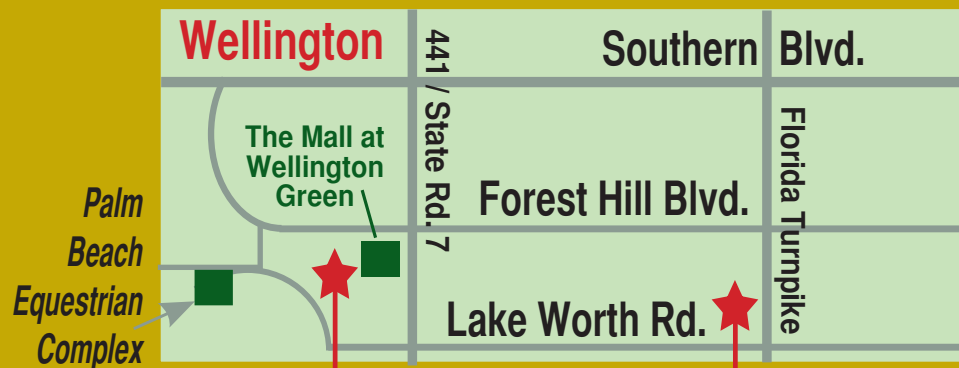 Wellington
Southern Blvd.
441 / State Rd. 7
The Mall at
Wellington
Green
Florida Turnpike
Forest Hill Blvd.
Palm
Beach
Equestrian
Complex
Lake Worth Rd.